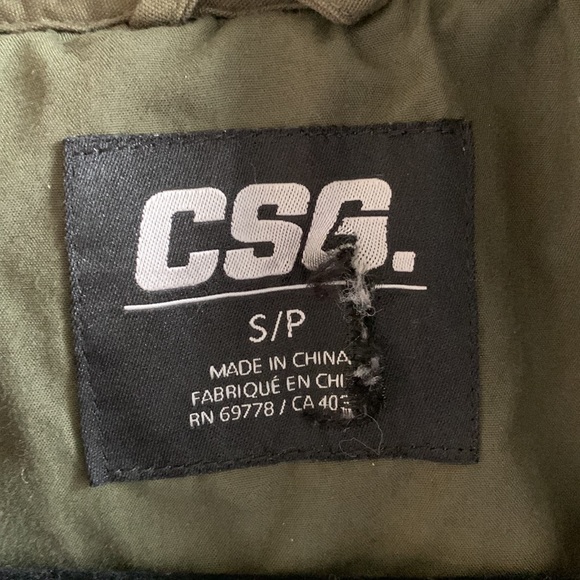 CSG.
S/P
MADE IN CHINA
FABRIQUÉ EN
RN 69778 / CA